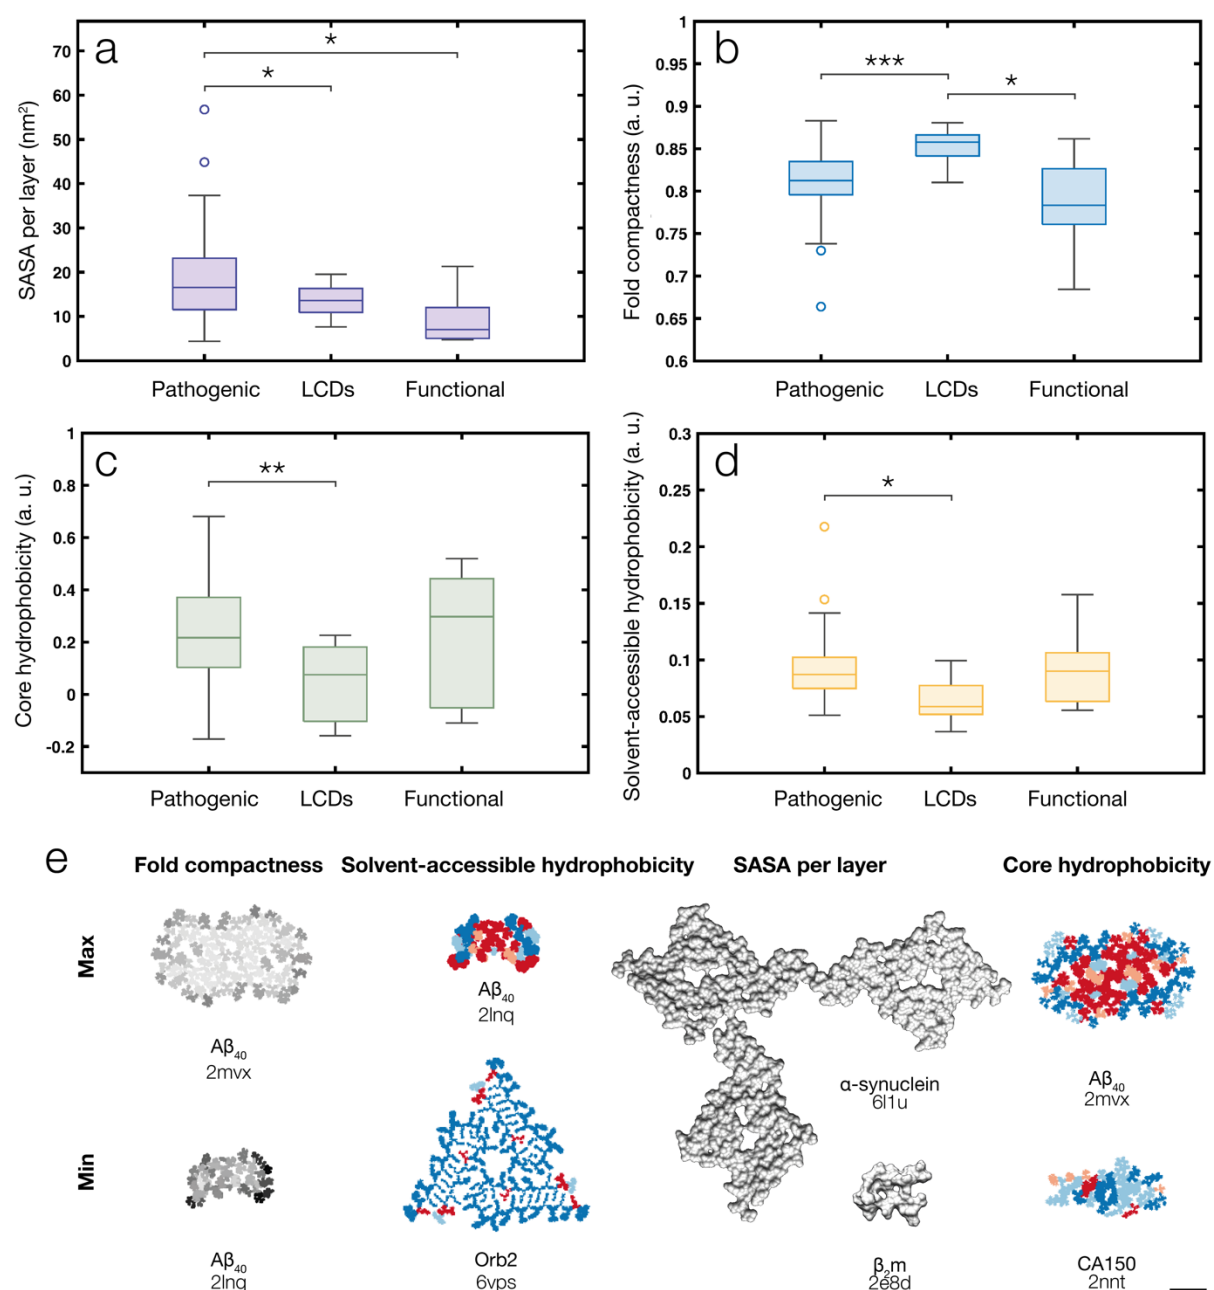 a
SASA per layer (nm²)
70
60
50
40
30
20
10
0
*
*
Pathogenic LCDs Functional
b
Fold compactness (a. u.)
1
0.95
0.9
0.85
0.8
0.75
0.7
0.65
0.6
***
*
Pathogenic LCDs Functional
c
Core hydrophobicity (a. u.)
1
0.8
0.6
0.4
0.2
0
-0.2
**
Pathogenic LCDs Functional
d
Solvent-accessible hydrophobicity (a. u.)
0.3
0.25
0.2
0.15
0.1
0.05
0
*
Pathogenic LCDs Functional
e
Fold compactness Solvent-accessible hydrophobicity SASA per layer Core hydrophobicity
Max
Aβ₄₀
2mvx
Aβ₄₀
2lnq
α-synuclein
6l1u
Aβ₄₀
2mvx
Min
Aβ₄₀
2lnq
Orb2
6vps
β₂m
2e8d
CA150
2nnt